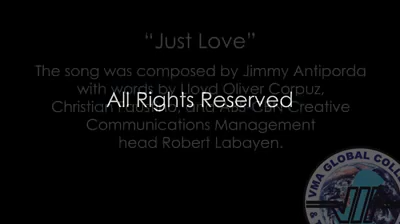 “Just Love”
The song was composed by Jimmy Antiporda
with words by Lloyd Oliver Corpuz,
All Rights Reserved
Creative
Communications Management
head Robert Labayen.
VMA GLOBAL COLL